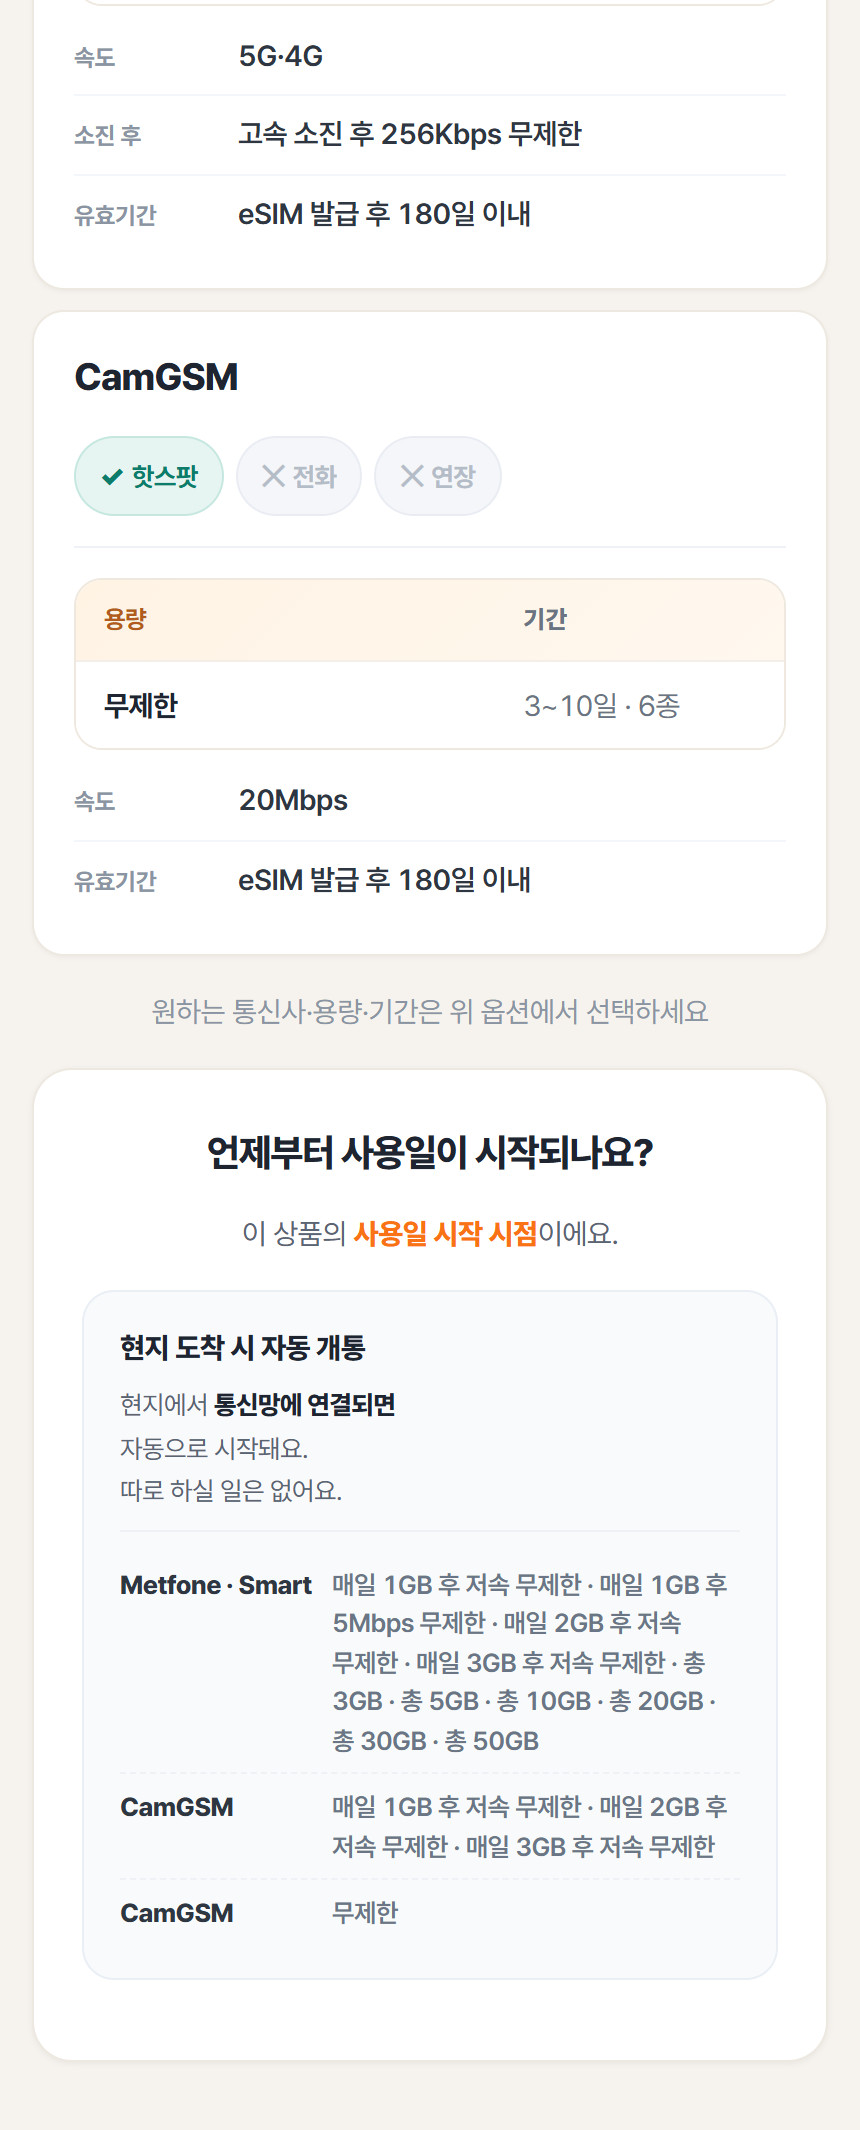 속도 5G·4G
소진 후 고속 소진 후 256Kbps 무제한
유효기간 eSIM 발급 후 180일 이내
CamGSM
✓ 핫스팟 ✕ 전화 ✕ 연장
용량 기간
무제한 3~10일 · 6종
속도 20Mbps
유효기간 eSIM 발급 후 180일 이내
원하는 통신사·용량·기간은 위 옵션에서 선택하세요
언제부터 사용일이 시작되나요?
이 상품의 사용일 시작 시점이에요.
현지 도착 시 자동 개통
현지에서 통신망에 연결되면
자동으로 시작돼요.
따로 하실 일은 없어요.
Metfone · Smart 매일 1GB 후 저속 무제한 · 매일 1GB 후
5Mbps 무제한 · 매일 2GB 후 저속
무제한 · 매일 3GB 후 저속 무제한 · 총
3GB · 총 5GB · 총 10GB · 총 20GB ·
총 30GB · 총 50GB
CamGSM 매일 1GB 후 저속 무제한 · 매일 2GB 후
저속 무제한 · 매일 3GB 후 저속 무제한
CamGSM 무제한